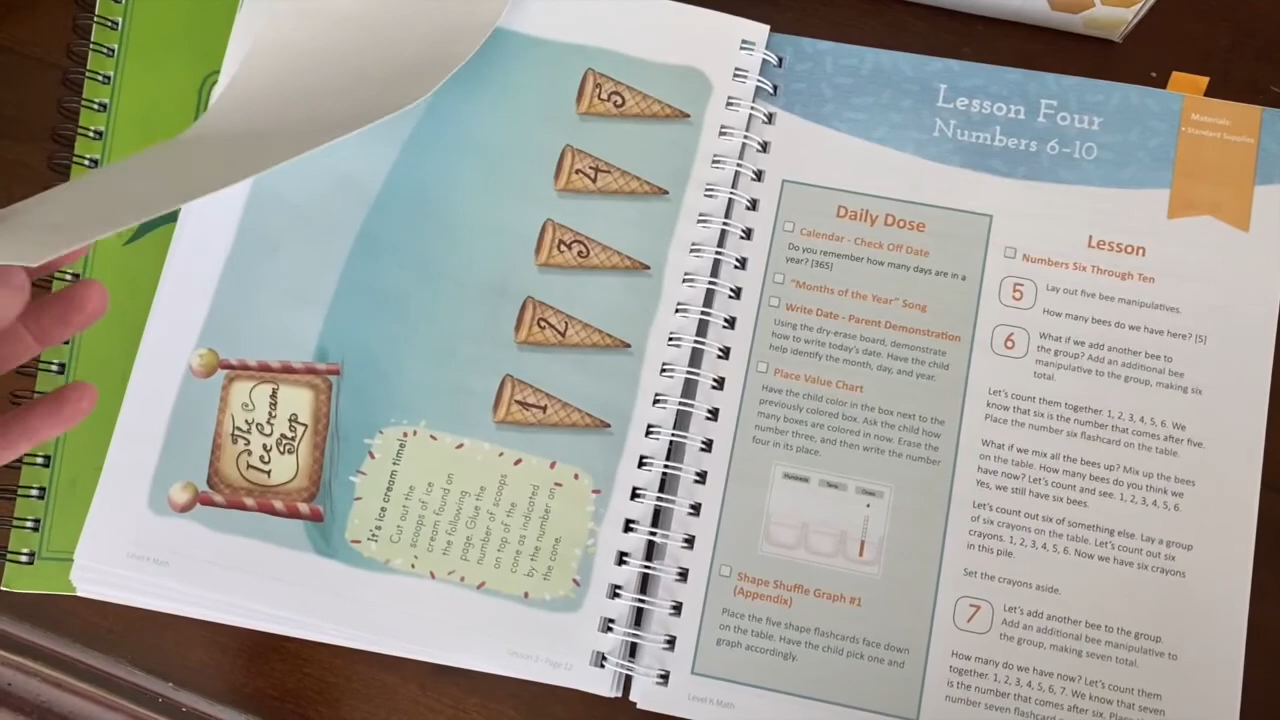 5
4
3
2
1
The
Ice Cream
Shop
It's ice cream time!
Cut out the
scoops of ice
cream found on
the following
page. Glue the
number of scoops
on top of the
cone as indicated
by the number on
the cone.
Level K Math
Lesson 3 - Page 12
Lesson Four
Numbers 6-10
Materials:
• Standard Supplies
Daily Dose
Calendar - Check Off Date
Do you remember how many days are in a
year? [365]
"Months of the Year" Song
Write Date - Parent Demonstration
Using the dry-erase board, demonstrate
how to write today's date. Have the child
help identify the month, day, and year.
Place Value Chart
Have the child color in the box next to the
previously colored box. Ask the child how
many boxes are colored in now. Erase the
number three, and then write the number
four in its place.
Hundreds Tens Ones
4
Shape Shuffle Graph #1
(Appendix)
Place the five shape flashcards face down
on the table. Have the child pick one and
graph accordingly.
Level K Math
Lesson
Numbers Six Through Ten
5
Lay out five bee manipulatives.
How many bees do we have here? [5]
6
What if we add another bee to
the group? Add an additional bee
manipulative to the group, making six
total.
Let's count them together. 1, 2, 3, 4, 5, 6. We
know that six is the number that comes after five.
Place the number six flashcard on the table.
What if we mix all the bees up? Mix up the bees
on the table. How many bees do you think we
have now? Let's count and see. 1, 2, 3, 4, 5, 6.
Yes, we still have six bees.
Let's count out six of something else. Lay a group
of six crayons on the table. Let's count out six
crayons. 1, 2, 3, 4, 5, 6. Now we have six crayons
in this pile.
Set the crayons aside.
7
Let's add another bee to the group.
Add an additional bee manipulative to
the group, making seven total.
How many do we have now? Let's count them
together. 1, 2, 3, 4, 5, 6, 7. We know that seven
is the number that comes after six. Place the
number seven flashcard